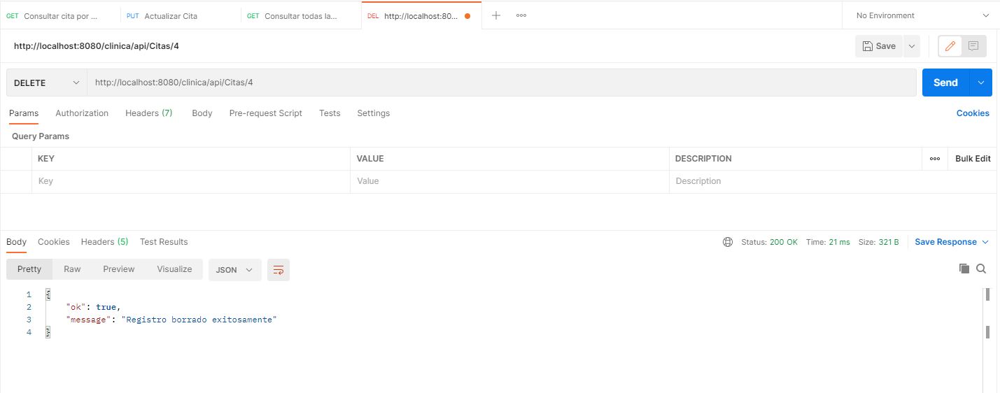 GET Consultar cita por ... PUT Actualizar Cita GET Consultar todas la... DEL http://localhost:80... No Environment
http://localhost:8080/clinica/api/Citas/4 Save
DELETE http://localhost:8080/clinica/api/Citas/4 Send
Params Authorization Headers (7) Body Pre-request Script Tests Settings Cookies
Query Params
KEY VALUE DESCRIPTION Bulk Edit
Key Value Description
Body Cookies Headers (5) Test Results Status: 200 OK Time: 21 ms Size: 321 B Save Response
Pretty Raw Preview Visualize JSON
1 {
2 "ok": true,
3 "message": "Registro borrado exitosamente"
4 }